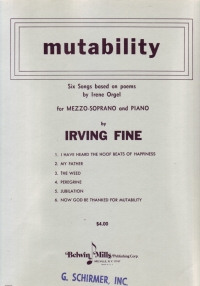 mutability
Six Songs based on poems
by Irene Orgel
for MEZZO-SOPRANO and PIANO
by
IRVING FINE
1. I HAVE HEARD THE HOOF BEATS OF HAPPINESS
2. MY FATHER
3. THE WEED
4. PEREGRINE
5. JUBILATION
6. NOW GOD BE THANKED FOR MUTABILITY
$4.00
Belwin Mills
Publishing Corp.
G. SCHIRMER, INC.